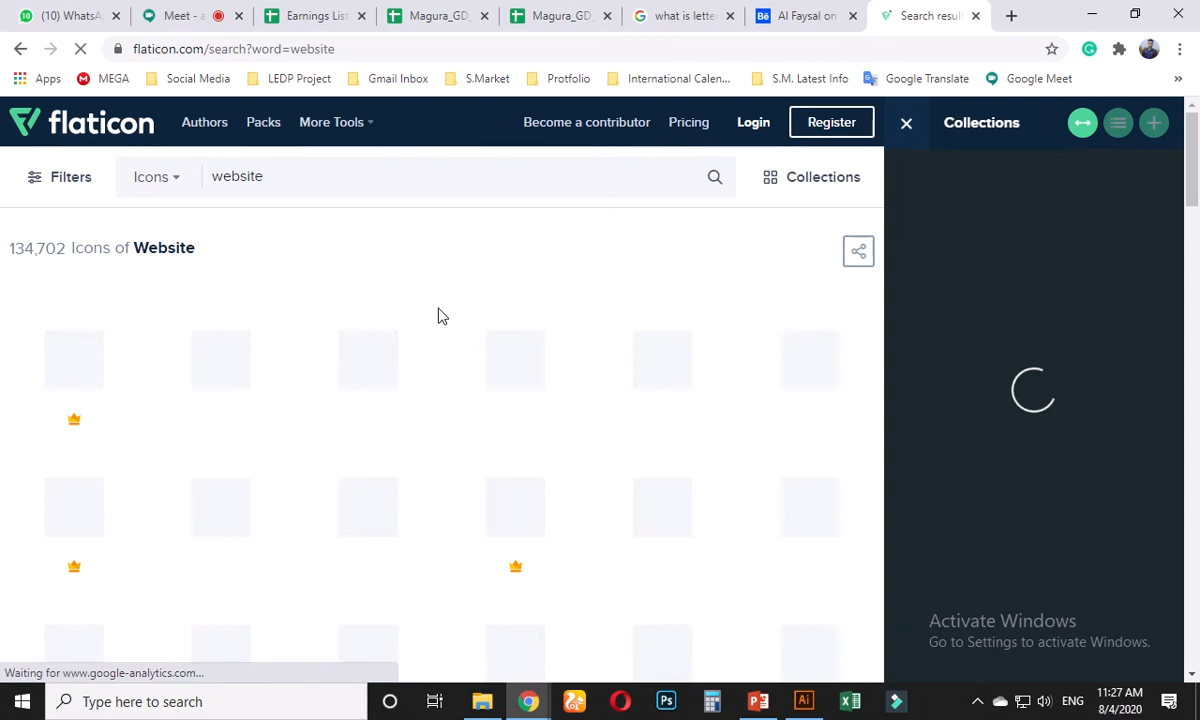 (10) WhatsA
Meet - a
Earnings List
Magura_GD_
Magura_GD_
what is lette
Al Faysal on
Search resul
flaticon.com/search?word=website
Apps
MEGA
Social Media
LEDP Project
Gmail Inbox
S.Market
Protfolio
International Calen...
S.M. Latest Info
Google Translate
Google Meet
»
flaticon
Authors
Packs
More Tools
Become a contributor
Pricing
Login
Register
Collections
Filters
Icons
website
Collections
134,702 Icons of Website
Activate Windows
Go to Settings to activate Windows.
Waiting for www.google-analytics.com...
Type here to search
ENG
11:27 AM
8/4/2020